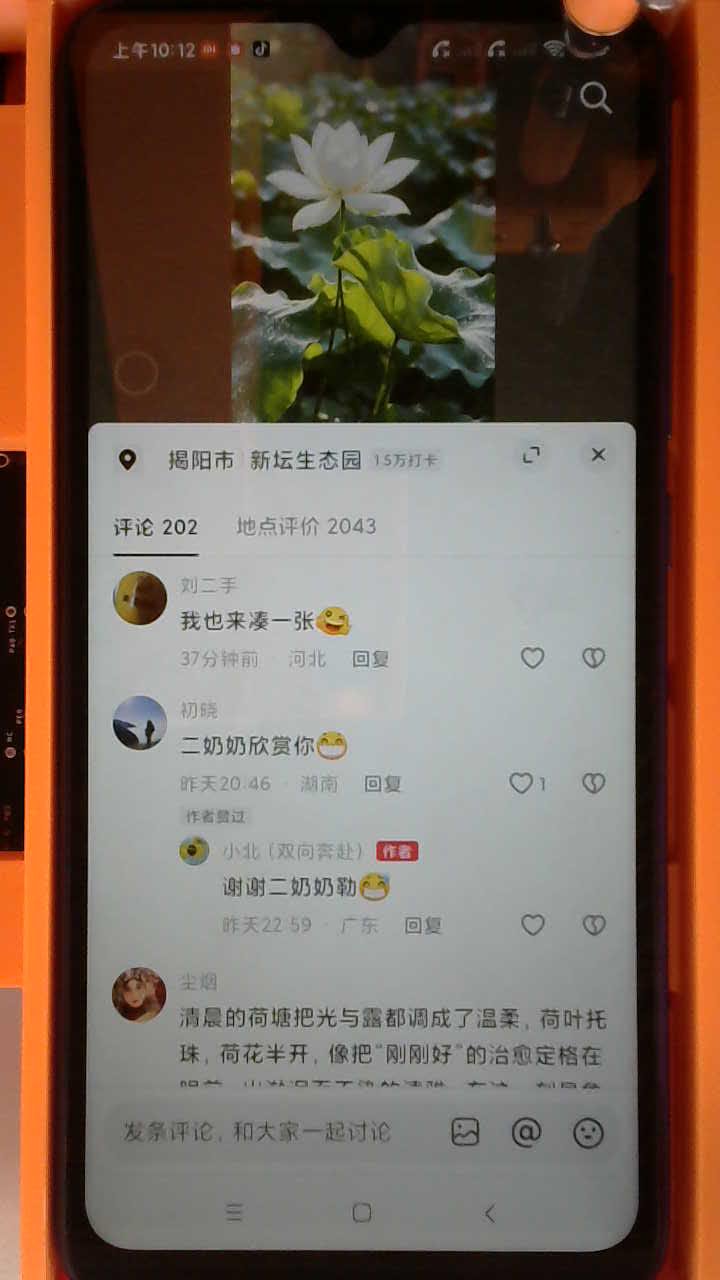 上午10:12
揭阳市 新坛生态园 1.5万打卡
评论 202 地点评价 2043
刘二手
我也来凑一张
37分钟前 · 河北 回复
初晓
二奶奶欣赏你
昨天20:46 · 湖南 回复 1
作者赞过
小北（双向奔赴） 作者
谢谢二奶奶勒
昨天22:59 · 广东 回复
尘烟
清晨的荷塘把光与露都调成了温柔，荷叶托
珠，荷花半开，像把“刚刚好”的治愈定格在
发条评论，和大家一起讨论